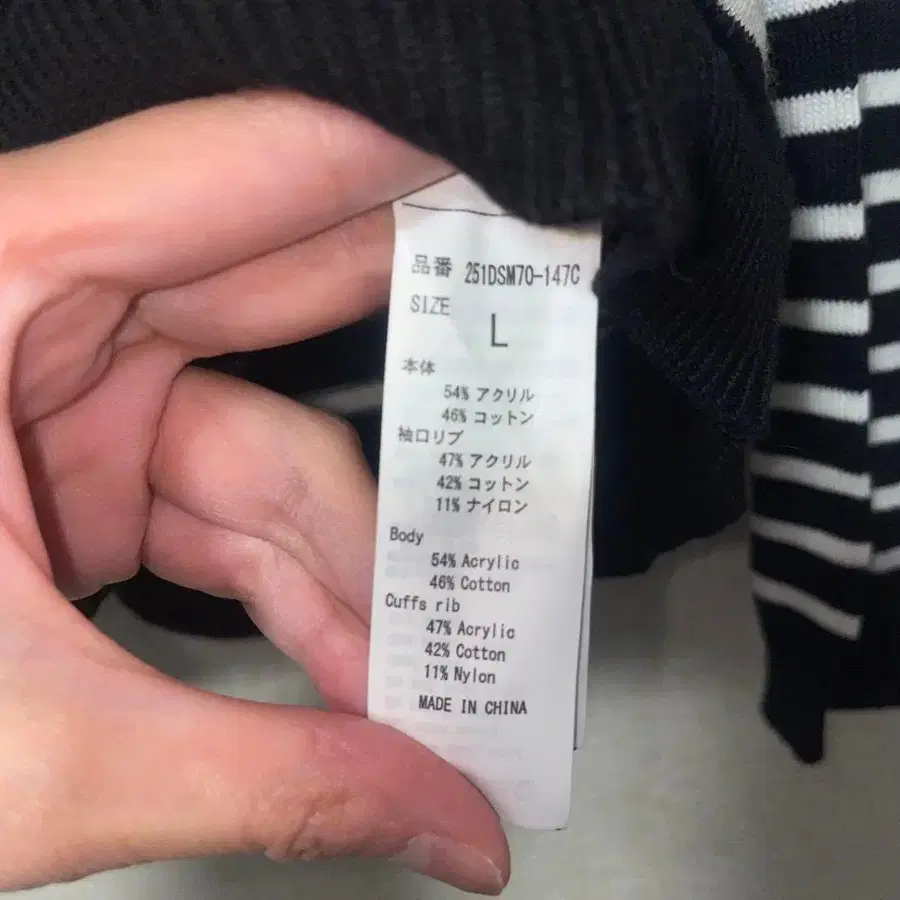 品番 251DSM70-147C
SIZE
L
本体
54% アクリル
46% コットン
袖口リブ
47% アクリル
42% コットン
11% ナイロン
Body
54% Acrylic
46% Cotton
Cuffs rib
47% Acrylic
42% Cotton
11% Nylon
MADE IN CHINA